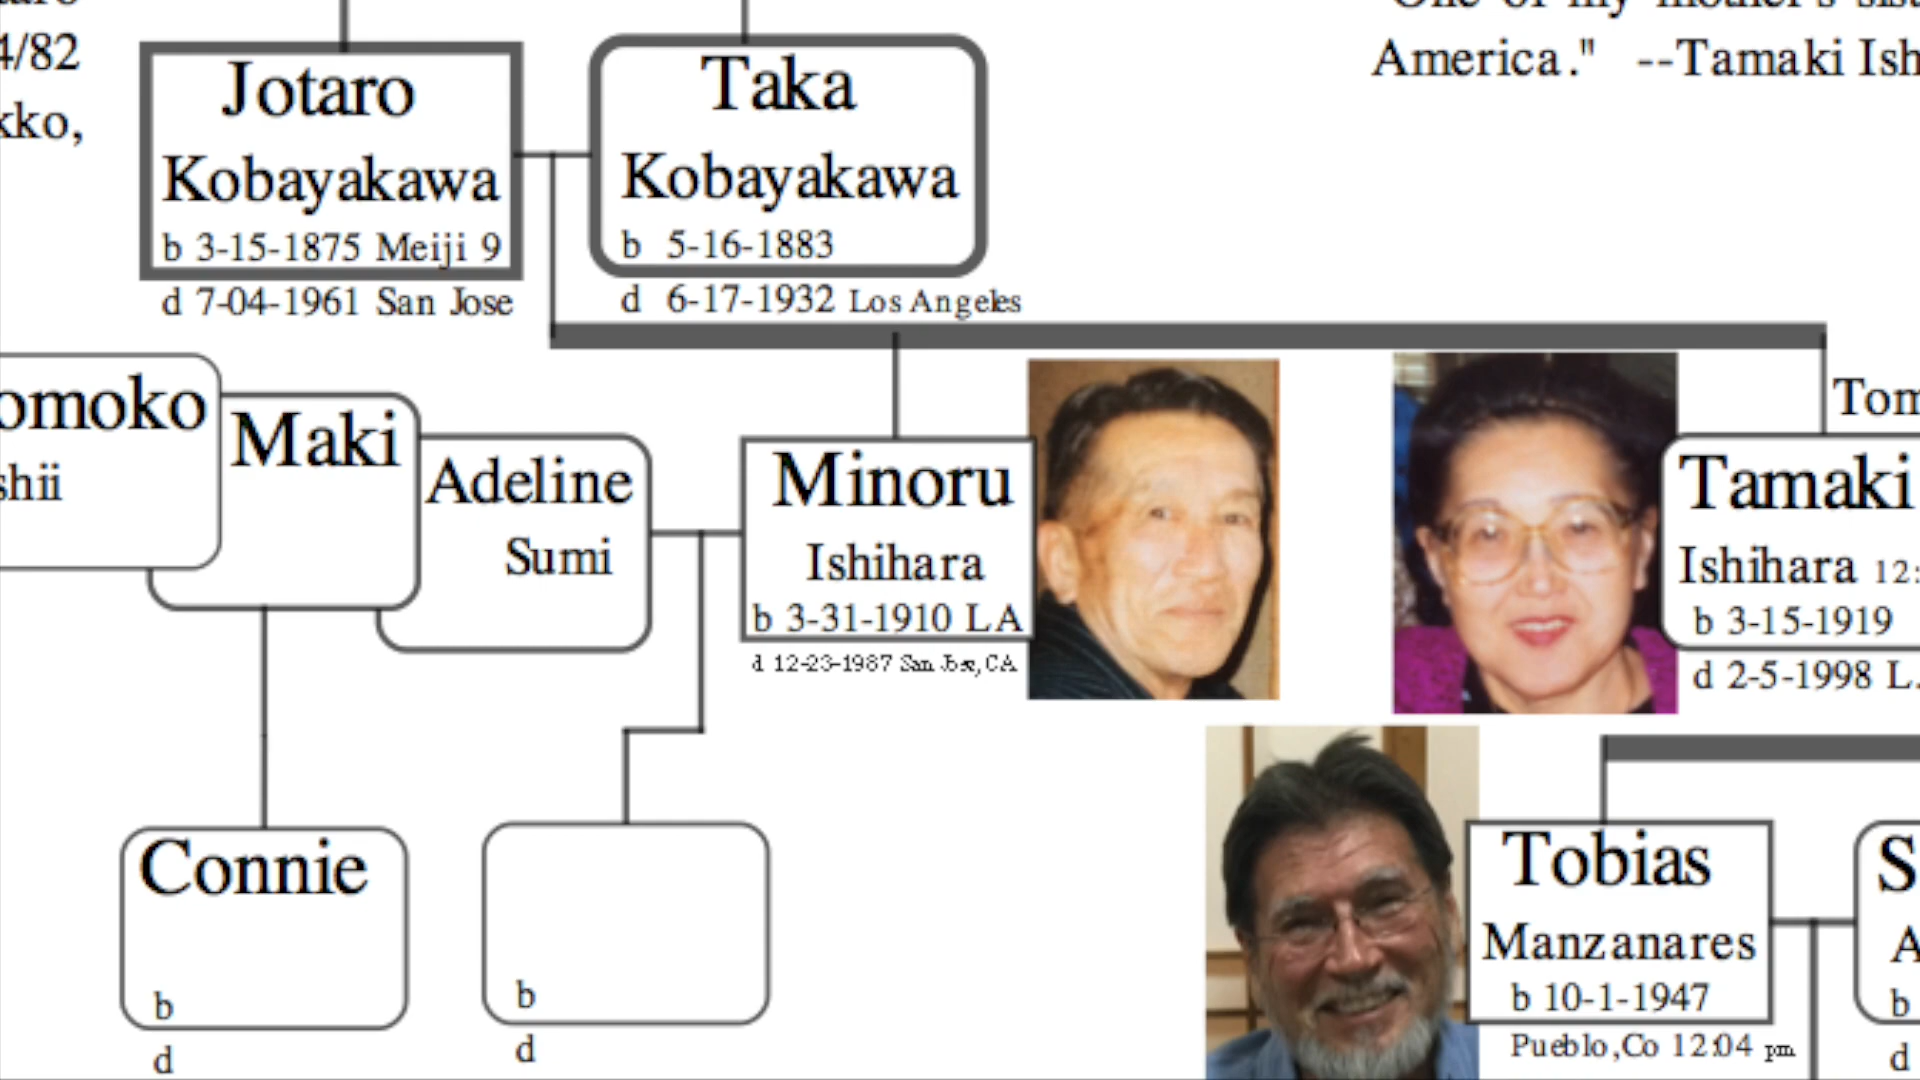 4/82
kko,
America." --Tamaki Ish
Jotaro
Kobayakawa
b 3-15-1875 Meiji 9
d 7-04-1961 San Jose
Taka
Kobayakawa
b 5-16-1883
d 6-17-1932 Los Angeles
omoko
shii
Maki
Adeline
Sumi
Minoru
Ishihara
b 3-31-1910 LA
d 12-23-1987 San Jose, CA
Tom
Tamaki
Ishihara 12:
b 3-15-1919
d 2-5-1998 L.
Connie
b
d
b
d
Tobias
Manzanares
b 10-1-1947
Pueblo,Co 12:04 pm
S
A
b
d